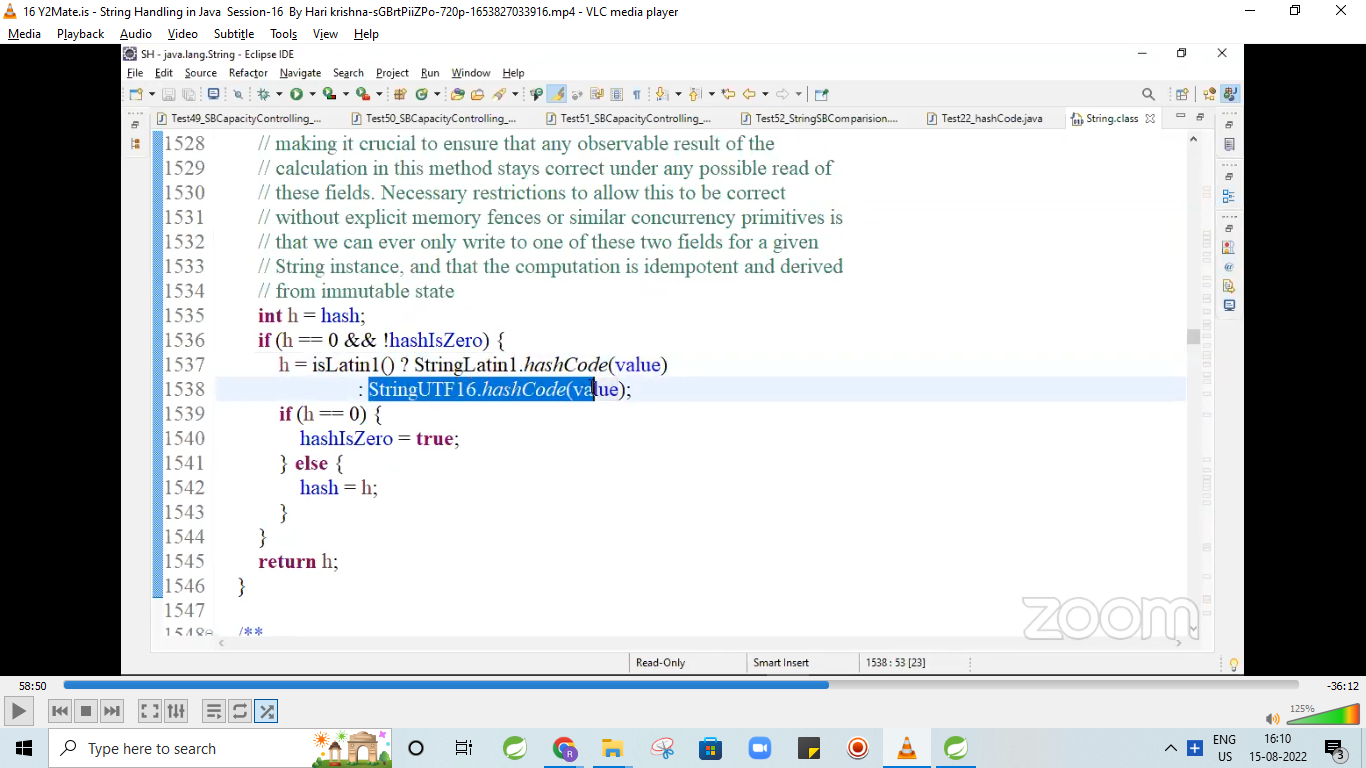 16 Y2Mate.is - String Handling in Java  Session-16  By Hari krishna-sGBrtPiiZPo-720p-1653827033916.mp4 - VLC media player
Media Playback Audio Video Subtitle Tools View Help
SH - java.lang.String - Eclipse IDE
File Edit Source Refactor Navigate Search Project Run Window Help
Test49_SBCapacityControlling_... Test50_SBCapacityControlling_... Test51_SBCapacityControlling_... Test52_StringSBComparision.... Test22_hashCode.java String.class
1528 // making it crucial to ensure that any observable result of the
1529 // calculation in this method stays correct under any possible read of
1530 // these fields. Necessary restrictions to allow this to be correct
1531 // without explicit memory fences or similar concurrency primitives is
1532 // that we can ever only write to one of these two fields for a given
1533 // String instance, and that the computation is idempotent and derived
1534 // from immutable state
1535 int h = hash;
1536 if (h == 0 && !hashIsZero) {
1537 h = isLatin1() ? StringLatin1.hashCode(value)
1538 : StringUTF16.hashCode(value);
1539 if (h == 0) {
1540 hashIsZero = true;
1541 } else {
1542 hash = h;
1543 }
1544 }
1545 return h;
1546 }
1547
1548 /**
zoom
Read-Only Smart Insert 1538 : 53 [23]
58:50 -36:12
125%
Type here to search
ENG 16:10
US 15-08-2022 3